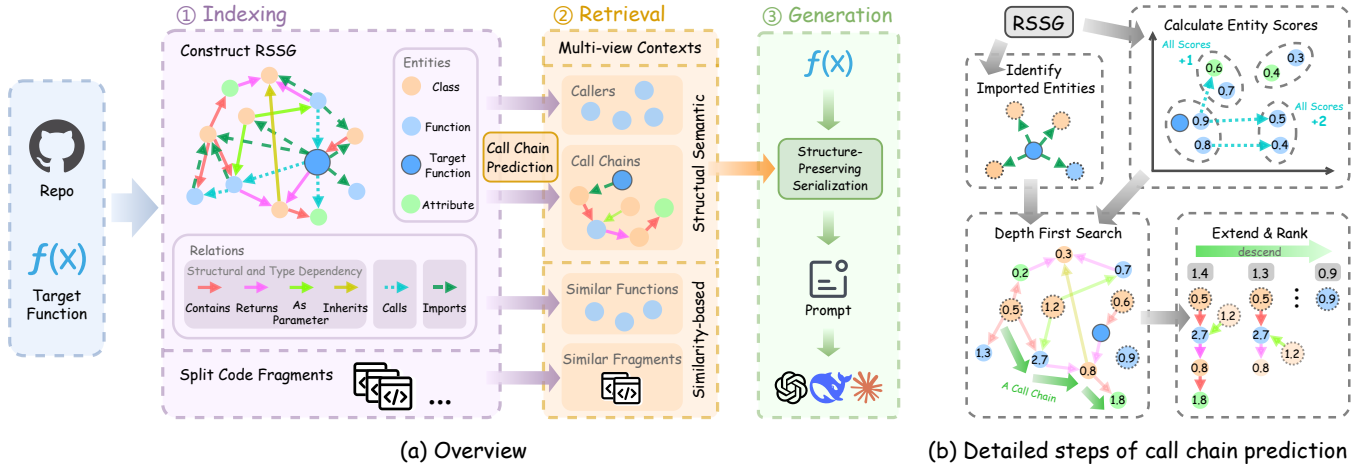 ① Indexing
② Retrieval
③ Generation
Repo
f(x)
Target
Function
Construct RSSG
Entities
Class
Function
Target
Function
Attribute
Relations
Structural and Type Dependency
Contains
Returns
As
Parameter
Inherits
Calls
Imports
Split Code Fragments
...
Call Chain
Prediction
Multi-view Contexts
Callers
Call Chains
Structual Semantic
Similar Functions
Similar Fragments
Similarity-based
f(x)
Structure-
Preserving
Serialization
Prompt
(a) Overview
RSSG
Identify
Imported Entities
Calculate Entity Scores
All Scores
+1
0.6
0.7
0.4
0.3
0.9
0.8
0.5
0.4
All Scores
+2
Depth First Search
0.3
0.2
0.7
0.5
1.2
0.6
1.3
2.7
0.8
0.9
1.8
A Call Chain
Extend & Rank
descend
1.4
1.3
0.9
0.5
1.2
0.5
0.9
2.7
2.7
1.2
0.8
0.8
1.8
(b) Detailed steps of call chain prediction